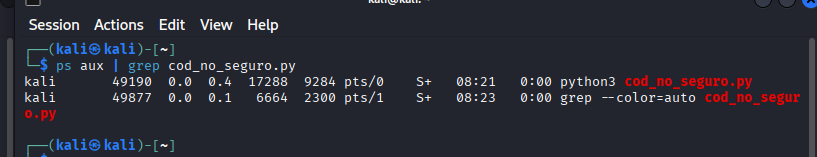 Session Actions Edit View Help
┌──(kali㉿kali)-[~]
└─$ ps aux | grep cod_no_seguro.py
kali 49190 0.0 0.4 17288 9284 pts/0 S+ 08:21 0:00 python3 cod_no_seguro.py
kali 49877 0.0 0.1 6664 2300 pts/1 S+ 08:23 0:00 grep --color=auto cod_no_segur
o.py
┌──(kali㉿kali)-[~]